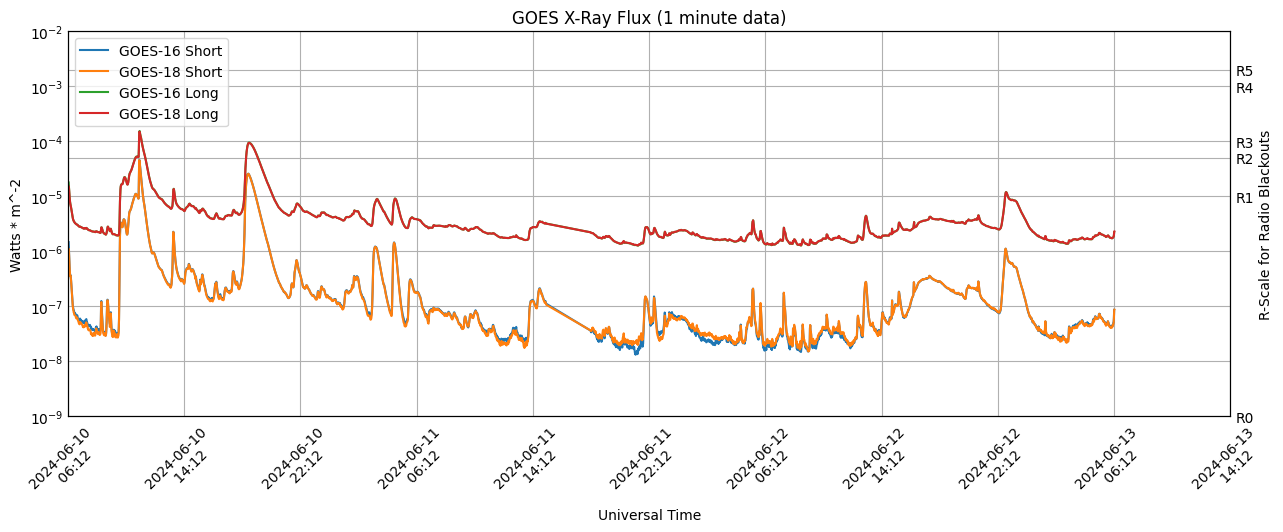 GOES X-Ray Flux (1 minute data)
GOES-16 Short
GOES-18 Short
GOES-16 Long
GOES-18 Long
Watts * m^-2
10^-2
10^-3
10^-4
10^-5
10^-6
10^-7
10^-8
10^-9
R5
R4
R3
R2
R1
R0
R-Scale for Radio Blackouts
2024-06-10
06:12
2024-06-10
14:12
2024-06-10
22:12
2024-06-11
06:12
2024-06-11
14:12
2024-06-11
22:12
2024-06-12
06:12
2024-06-12
14:12
2024-06-12
22:12
2024-06-13
06:12
2024-06-13
14:12
Universal Time